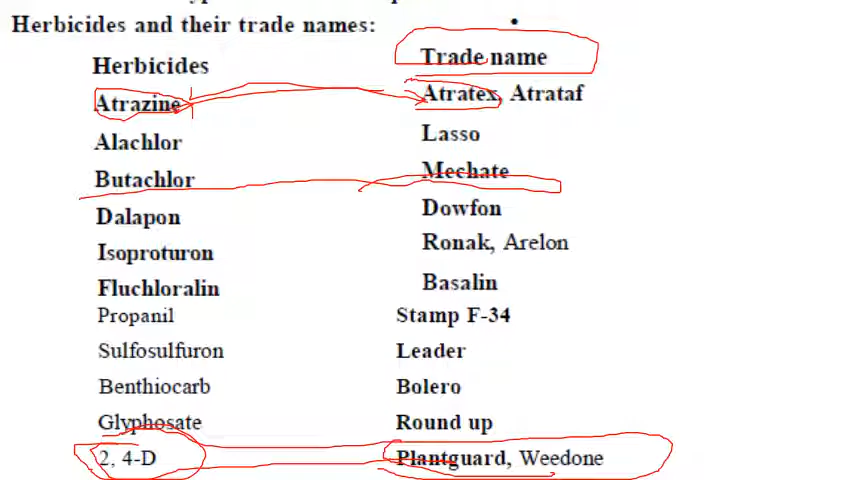 Herbicides and their trade names:
Herbicides Trade name
Atrazine Atratex, Atrataf
Alachlor Lasso
Butachlor Mechate
Dalapon Dowfon
Isoproturon Ronak, Arelon
Fluchloralin Basalin
Propanil Stamp F-34
Sulfosulfuron Leader
Benthiocarb Bolero
Glyphosate Round up
2, 4-D Plantguard, Weedone